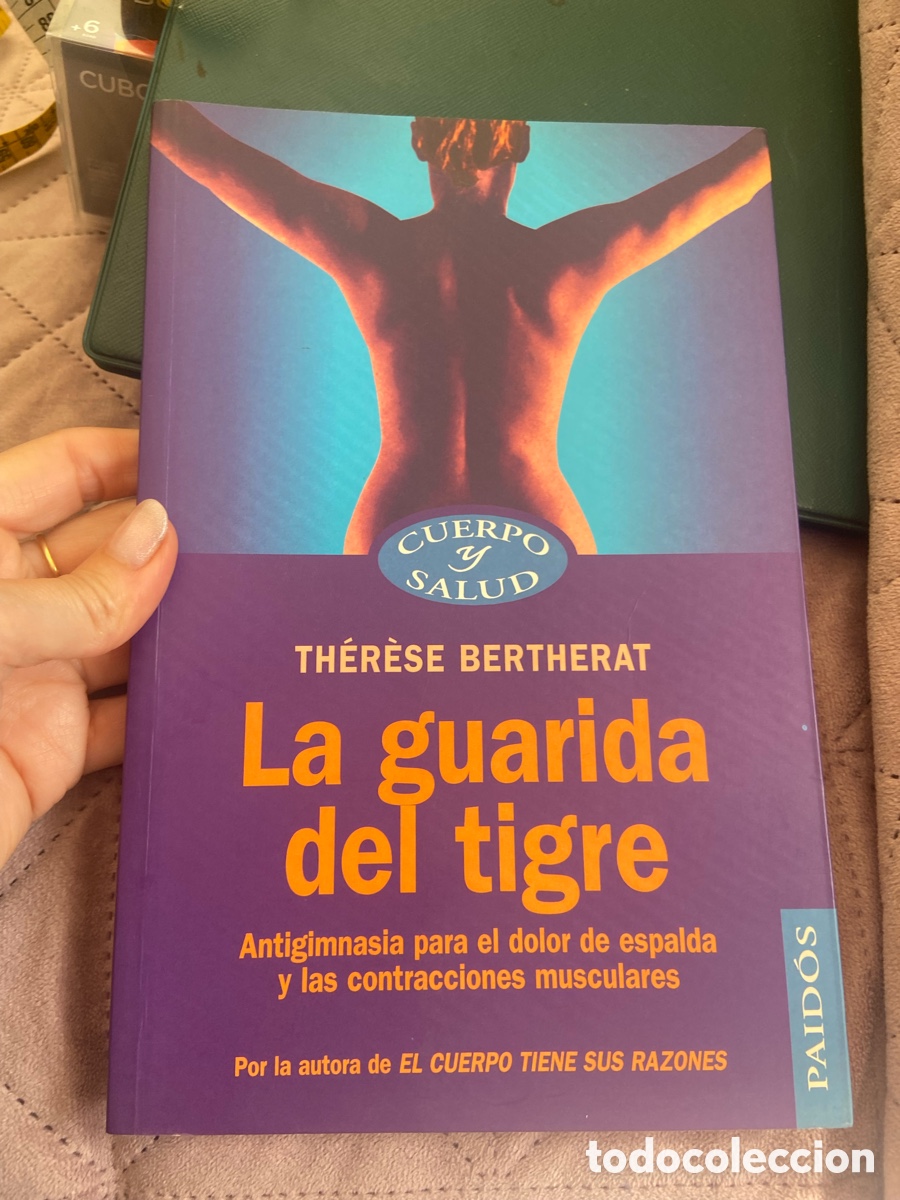 +6
CUBO
CUERPO
y
SALUD
THÉRÈSE BERTHERAT
La guarida
del tigre
Antigimnasia para el dolor de espalda
y las contracciones musculares
Por la autora de EL CUERPO TIENE SUS RAZONES
PAIDÓS
todocoleccion